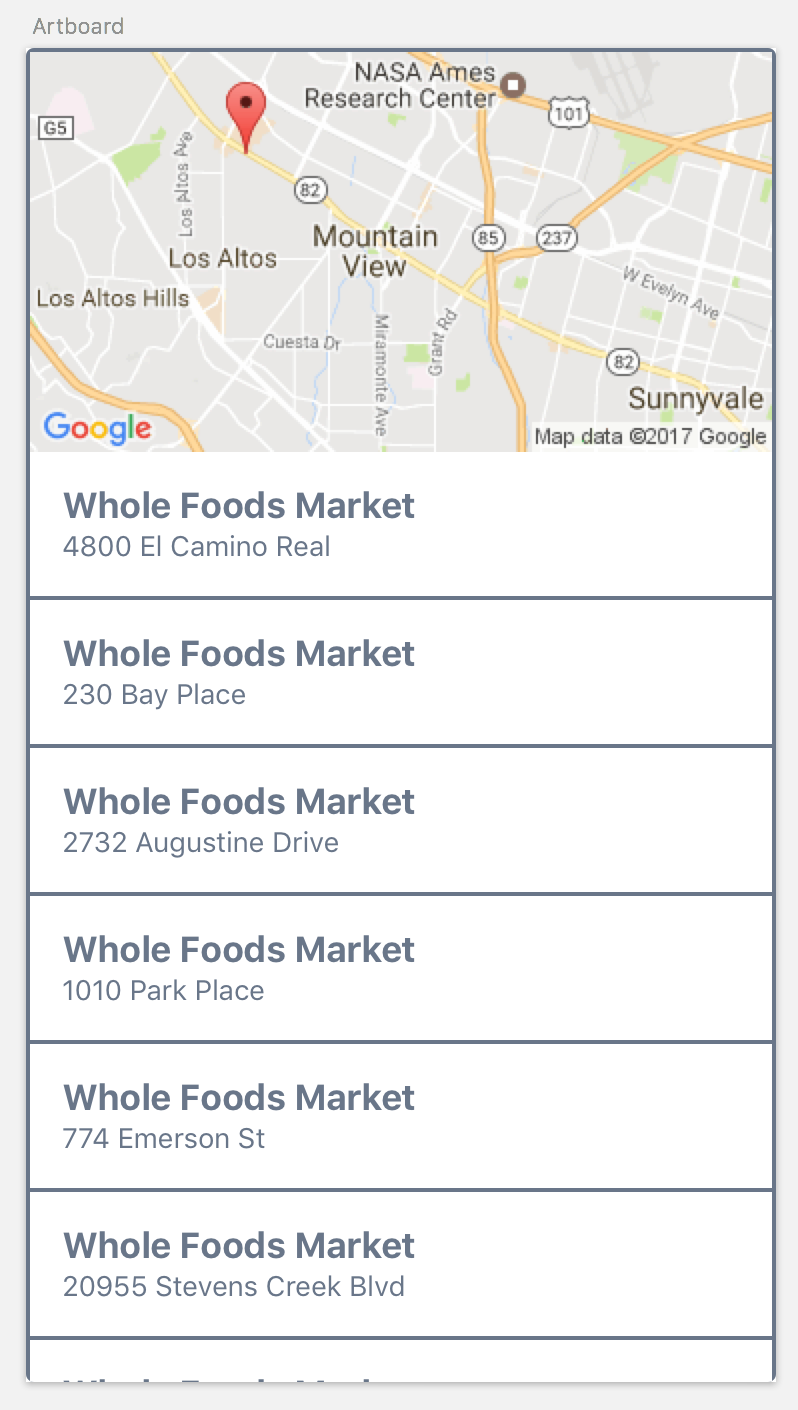 Artboard
NASA Ames
Research Center
101
G5
Los Altos Ave
82
Mountain
View
85
237
Los Altos
W Evelyn Ave
Los Altos Hills
Cuesta Dr
Miramonte Ave
Grant Rd
82
Sunnyvale
Google
Map data ©2017 Google
Whole Foods Market
4800 El Camino Real
Whole Foods Market
230 Bay Place
Whole Foods Market
2732 Augustine Drive
Whole Foods Market
1010 Park Place
Whole Foods Market
774 Emerson St
Whole Foods Market
20955 Stevens Creek Blvd